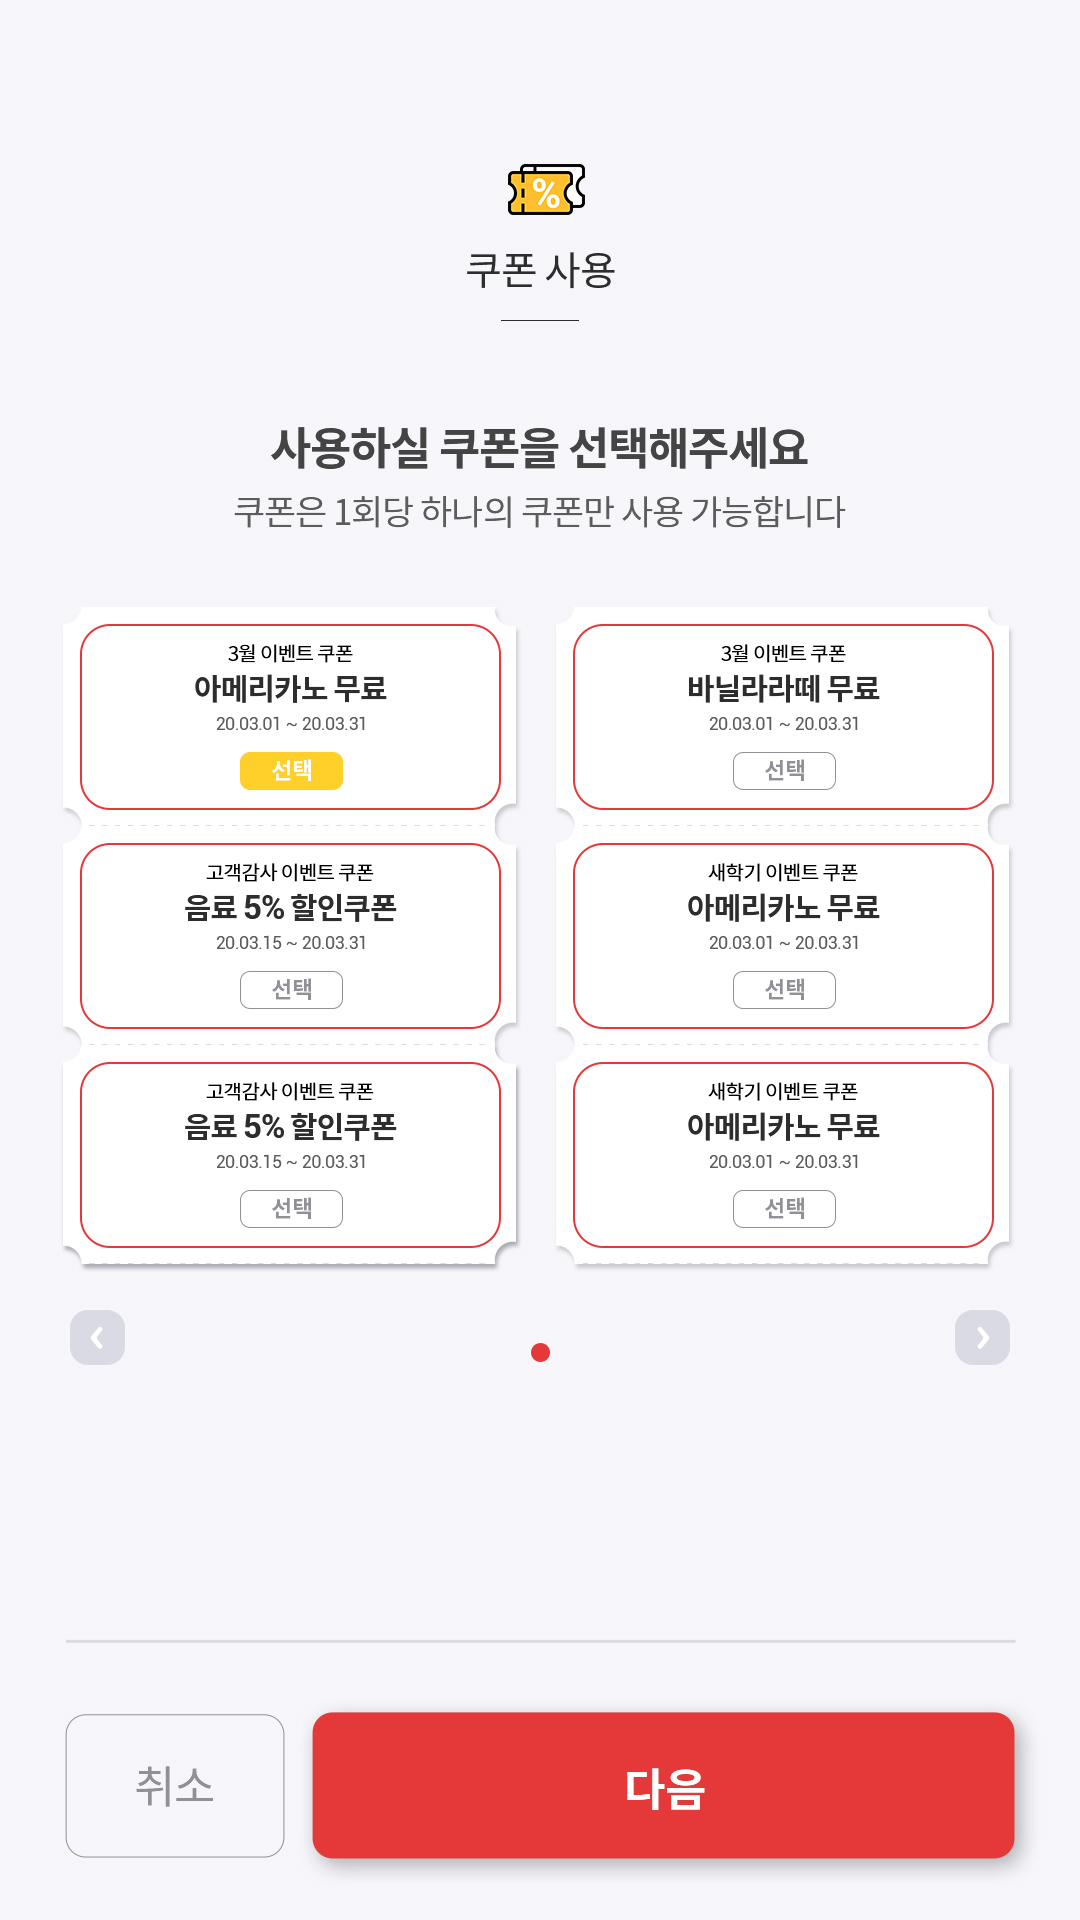 %
쿠폰 사용
사용하실 쿠폰을 선택해주세요
쿠폰은 1회당 하나의 쿠폰만 사용 가능합니다
3월 이벤트 쿠폰
아메리카노 무료
20.03.01 ~ 20.03.31
선택
3월 이벤트 쿠폰
바닐라라떼 무료
20.03.01 ~ 20.03.31
선택
고객감사 이벤트 쿠폰
음료 5% 할인쿠폰
20.03.15 ~ 20.03.31
선택
새학기 이벤트 쿠폰
아메리카노 무료
20.03.01 ~ 20.03.31
선택
고객감사 이벤트 쿠폰
음료 5% 할인쿠폰
20.03.15 ~ 20.03.31
선택
새학기 이벤트 쿠폰
아메리카노 무료
20.03.01 ~ 20.03.31
선택
취소
다음